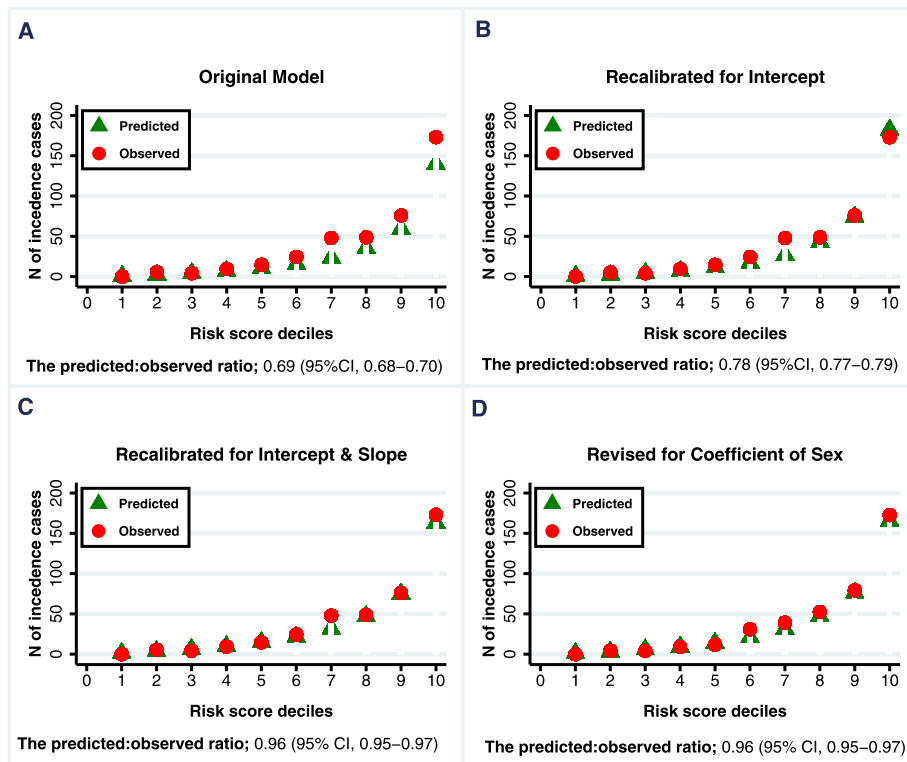 A
Original Model
Predicted
Observed
N of incedence cases
200
150
100
50
0
0 1 2 3 4 5 6 7 8 9 10
Risk score deciles
The predicted:observed ratio; 0.69 (95%CI, 0.68–0.70)
B
Recalibrated for Intercept
Predicted
Observed
N of incedence cases
200
150
100
50
0
0 1 2 3 4 5 6 7 8 9 10
Risk score deciles
The predicted:observed ratio; 0.78 (95%CI, 0.77–0.79)
C
Recalibrated for Intercept & Slope
Predicted
Observed
N of incedence cases
200
150
100
50
0
0 1 2 3 4 5 6 7 8 9 10
Risk score deciles
The predicted:observed ratio; 0.96 (95% CI, 0.95–0.97)
D
Revised for Coefficient of Sex
Predicted
Observed
N of incedence cases
200
150
100
50
0
0 1 2 3 4 5 6 7 8 9 10
Risk score deciles
The predicted:observed ratio; 0.96 (95% CI, 0.95–0.97)